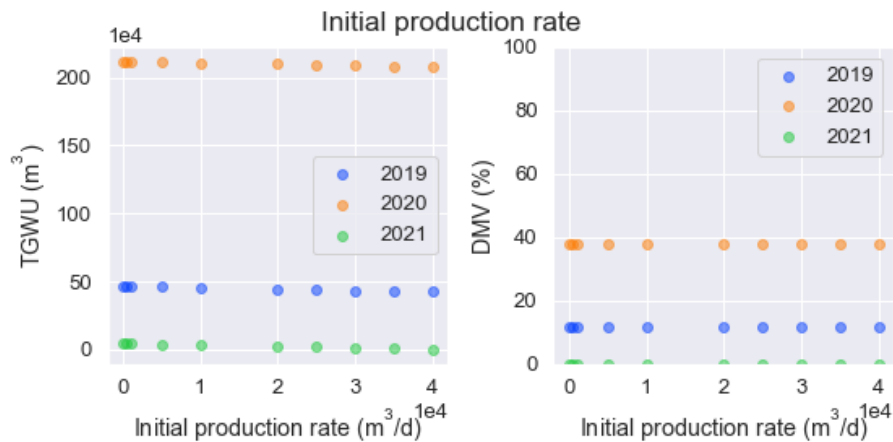 Initial production rate
1e4
200
150
100
50
0
TGWU (m³)
2019
2020
2021
0 1 2 3 4
1e4
Initial production rate (m³/d)
100
80
60
40
20
0
DMV (%)
2019
2020
2021
0 1 2 3 4
1e4
Initial production rate (m³/d)